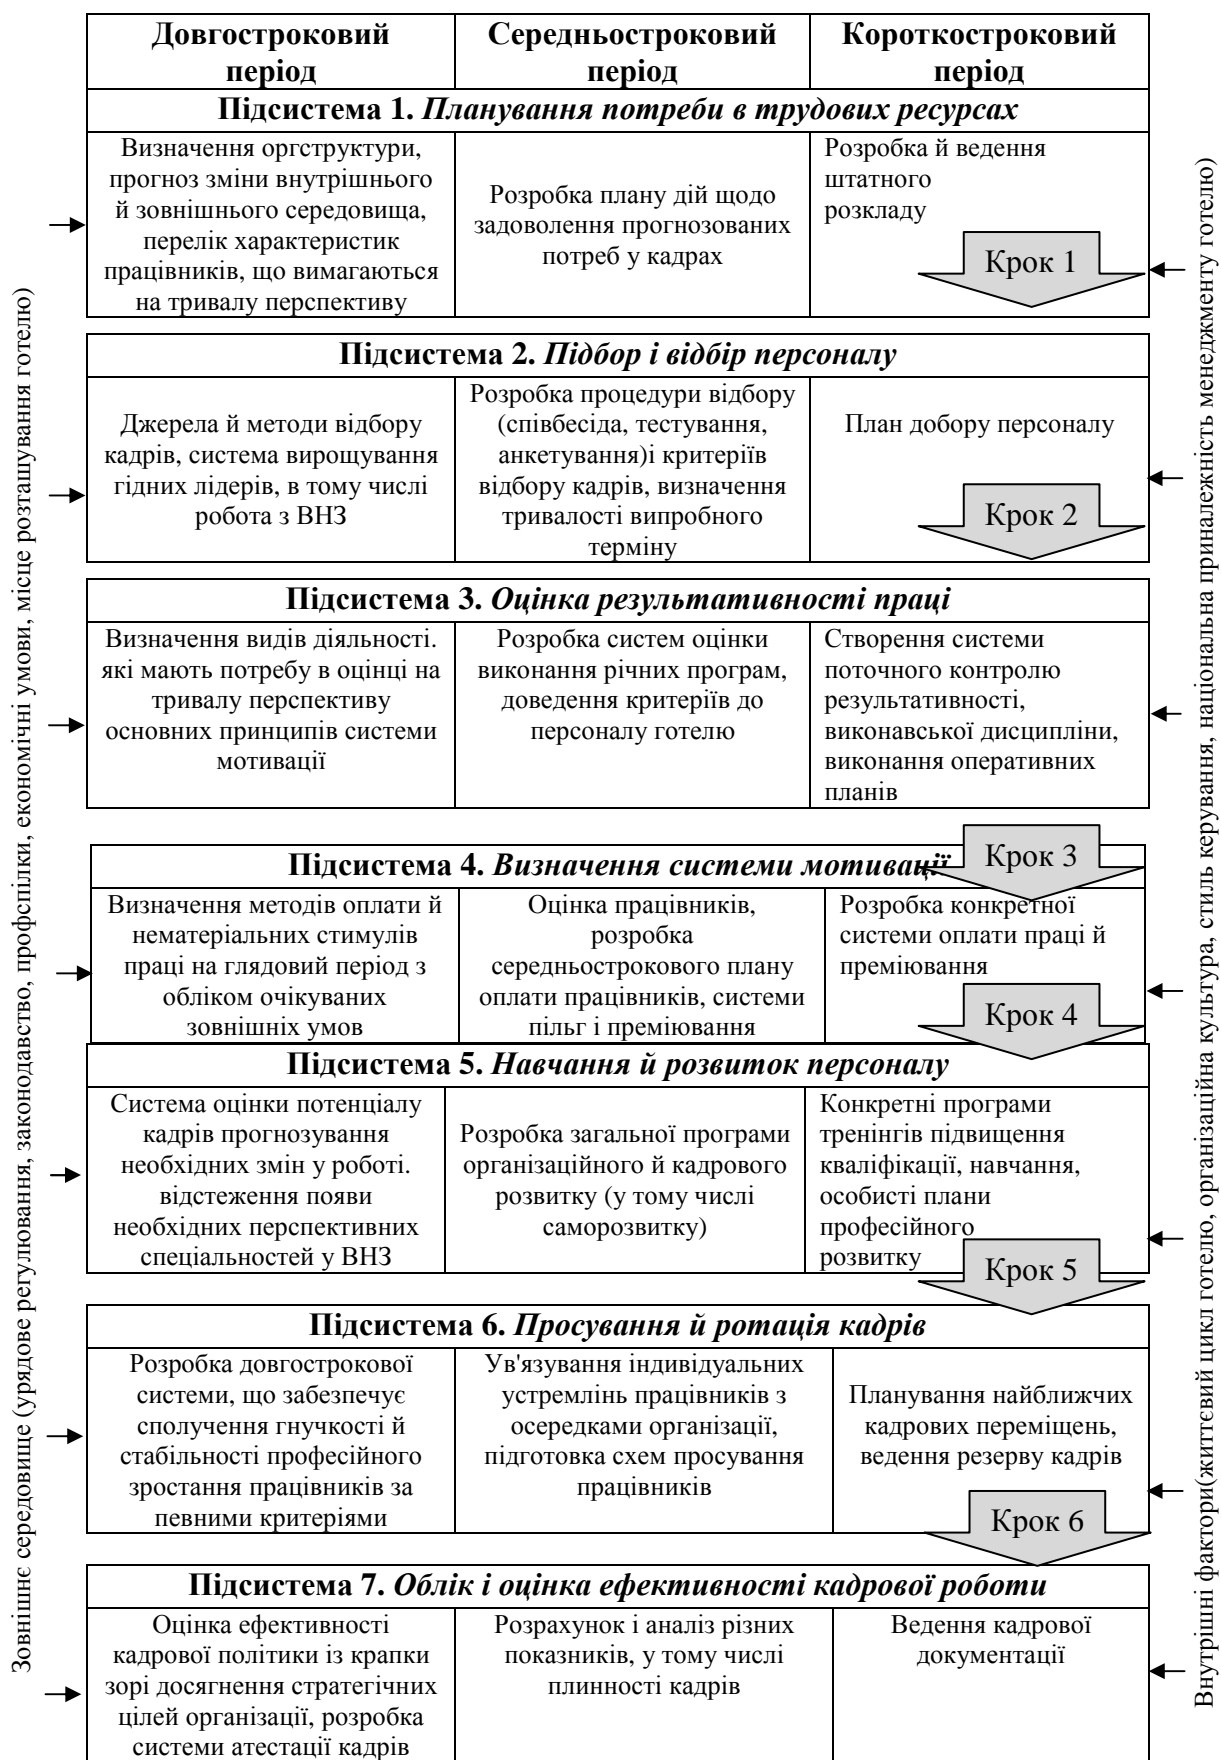 Довгостроковий
період
Середньостроковий
період
Короткостроковий
період
Підсистема 1. Планування потреби в трудових ресурсах
Визначення оргструктури,
прогноз зміни внутрішнього
й зовнішнього середовища,
перелік характеристик
працівників, що вимагаються
на тривалу перспективу
Розробка плану дій щодо
задоволення прогнозованих
потреб у кадрах
Розробка й ведення
штатного
розкладу
Крок 1
Підсистема 2. Підбор і відбір персоналу
Джерела й методи відбору
кадрів, система вирощування
гідних лідерів, в тому числі
робота з ВНЗ
Розробка процедури відбору
(співбесіда, тестування,
анкетування)і критеріїв
відбору кадрів, визначення
тривалості випробного
терміну
План добору персоналу
Крок 2
Підсистема 3. Оцінка результативності праці
Визначення видів діяльності.
які мають потребу в оцінці на
тривалу перспективу
основних принципів системи
мотивації
Розробка систем оцінки
виконання річних програм,
доведення критеріїв до
персоналу готелю
Створення системи
поточного контролю
результативності,
виконавської дисципліни,
виконання оперативних
планів
Крок 3
Підсистема 4. Визначення системи мотивації
Визначення методів оплати й
нематеріальних стимулів
праці на глядовий період з
обліком очікуваних
зовнішніх умов
Оцінка працівників,
розробка
середньострокового плану
оплати працівників, системи
пільг і преміювання
Розробка конкретної
системи оплати праці й
преміювання
Крок 4
Підсистема 5. Навчання й розвиток персоналу
Система оцінки потенціалу
кадрів прогнозування
необхідних змін у роботі.
відстеження появи
необхідних перспективних
спеціальностей у ВНЗ
Розробка загальної програми
організаційного й кадрового
розвитку (у тому числі
саморозвитку)
Конкретні програми
тренінгів підвищення
кваліфікації, навчання,
особисті плани
професійного
розвитку
Крок 5
Підсистема 6. Просування й ротація кадрів
Розробка довгострокової
системи, що забезпечує
сполучення гнучкості й
стабільності професійного
зростання працівників за
певними критеріями
Ув'язування індивідуальних
устремлінь працівників з
осередками організації,
підготовка схем просування
працівників
Планування найближчих
кадрових переміщень,
ведення резерву кадрів
Крок 6
Підсистема 7. Облік і оцінка ефективності кадрової роботи
Оцінка ефективності
кадрової політики із крапки
зорі досягнення стратегічних
цілей організації, розробка
системи атестації кадрів
Розрахунок і аналіз різних
показників, у тому числі
плинності кадрів
Ведення кадрової
документації
Зовнішнє середовище (урядове регулювання, законодавство, профспілки, економічні умови, місце розташування готелю)
Внутрішні фактори(життєвий цикл готелю, організаційна культура, стиль керування, національна приналежність менеджменту готелю)